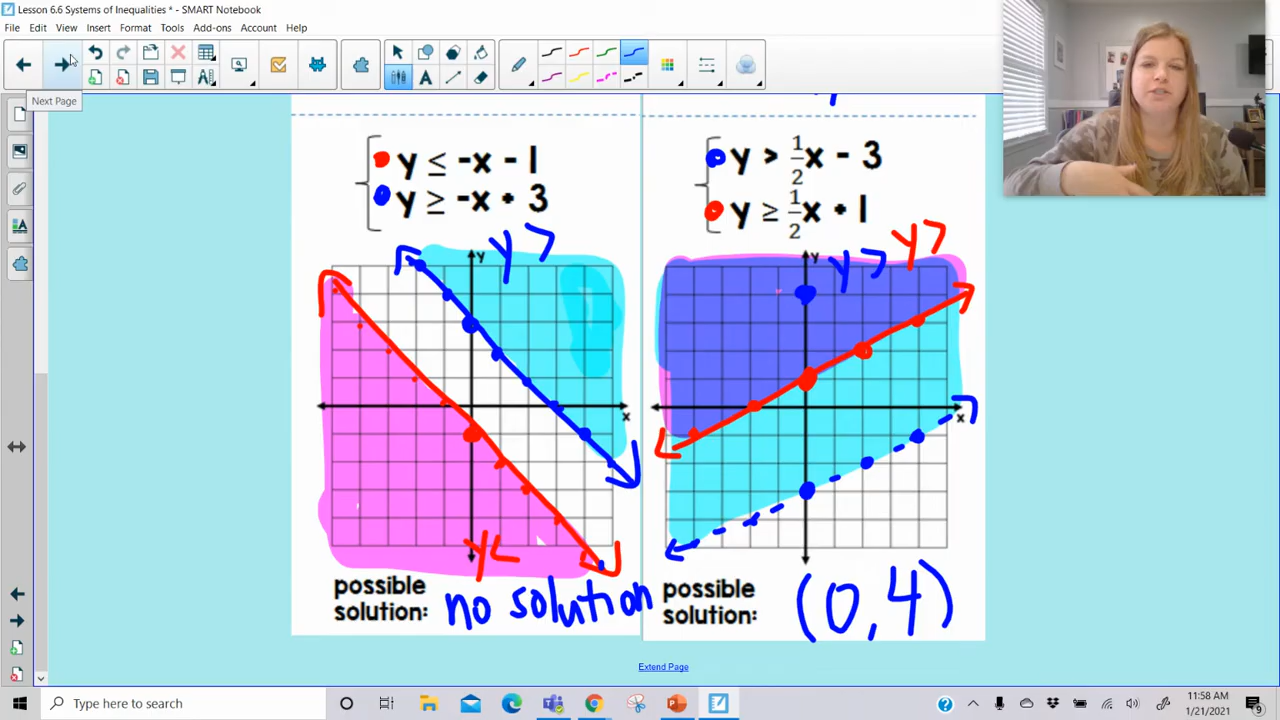 Lesson 6.6 Systems of Inequalities * - SMART Notebook
File Edit View Insert Format Tools Add-ons Account Help
Next Page
y ≤ -x - 1
y ≥ -x + 3
y > 1/2x - 3
y ≥ 1/2x + 1
y >
y
y <
x
possible solution: no solution
y >
y >
y
x
possible solution: (0, 4)
Extend Page
Type here to search
11:58 AM
1/21/2021
9